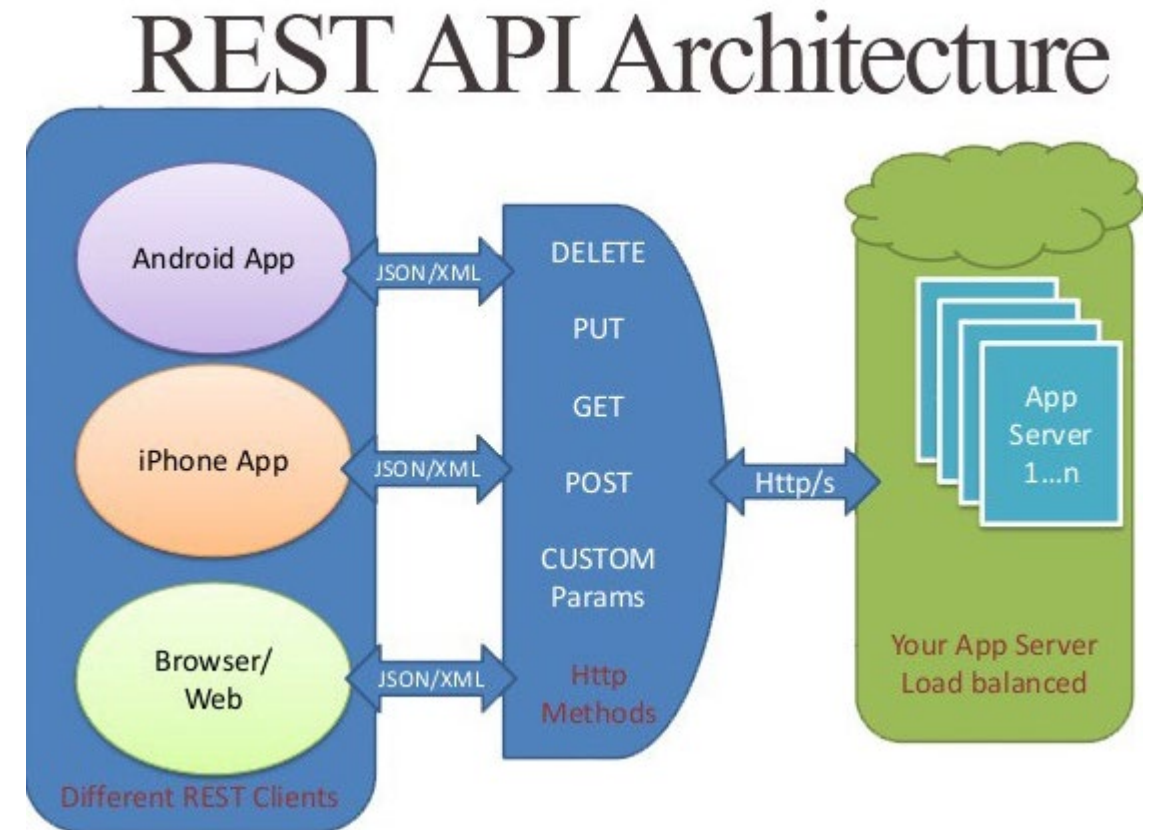 REST API Architecture
Android App
JSON/XML
iPhone App
JSON/XML
Browser/
Web
JSON/XML
Different REST Clients
DELETE
PUT
GET
POST
CUSTOM
Params
Http
Methods
Http/s
App
Server
1...n
Your App Server
Load balanced